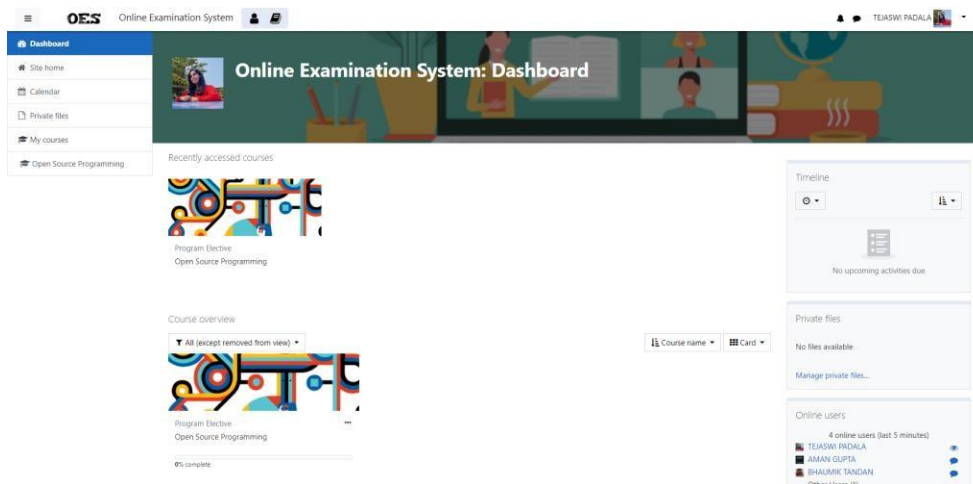 OES Online Examination System
TEJASWI PADALA
Dashboard
Site home
Calendar
Private files
My courses
Open Source Programming
Online Examination System: Dashboard
Recently accessed courses
Program Elective
Open Source Programming
Course overview
All (except removed from view)
Course name
Card
Program Elective
Open Source Programming
0% complete
Timeline
No upcoming activities due
Private files
No files available
Manage private files...
Online users
4 online users (last 5 minutes)
TEJASWI PADALA
AMAN GUPTA
BHAUMIK TANDAN
Other Users (1)